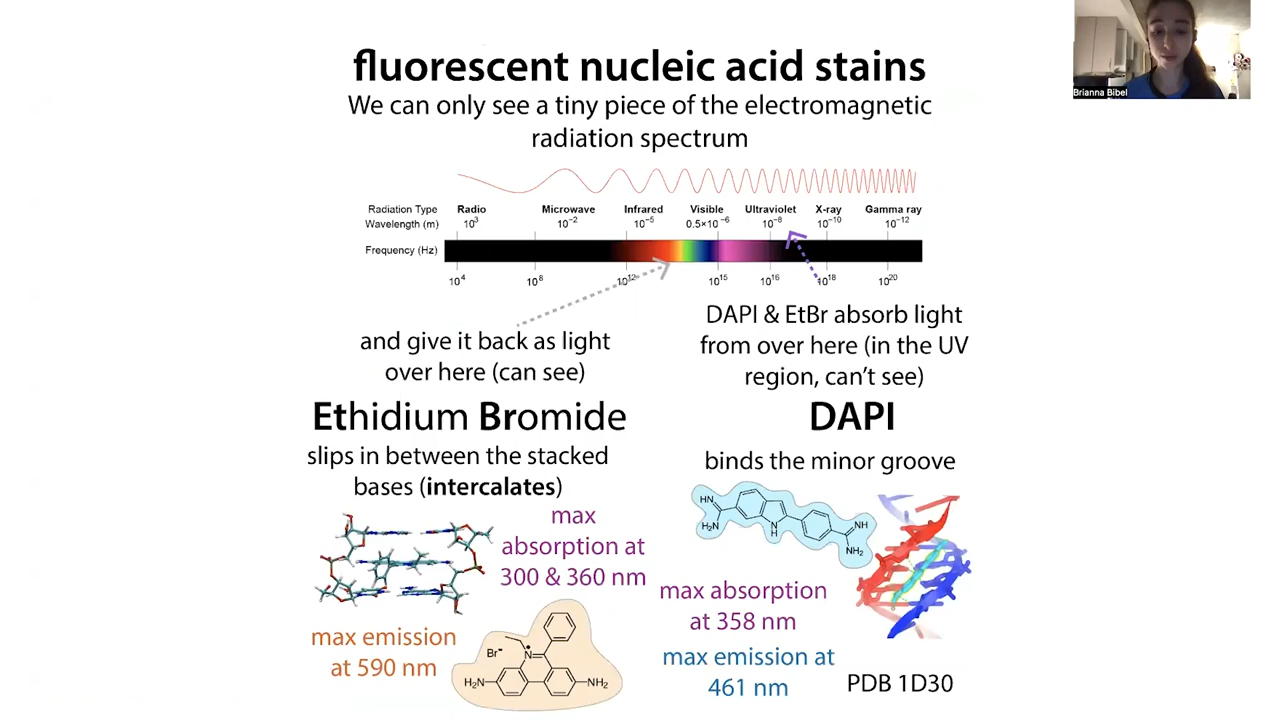 fluorescent nucleic acid stains
We can only see a tiny piece of the electromagnetic
radiation spectrum
Radiation Type Radio Microwave Infrared Visible Ultraviolet X-ray Gamma ray
Wavelength (m) 10³ 10⁻² 10⁻⁵ 0.5×10⁻⁶ 10⁻⁸ 10⁻¹⁰ 10⁻¹²
Frequency (Hz)
10⁴ 10⁸ 10¹² 10¹⁵ 10¹⁶ 10¹⁸ 10²⁰
and give it back as light
over here (can see)
DAPI & EtBr absorb light
from over here (in the UV
region, can't see)
Ethidium Bromide
slips in between the stacked
bases (intercalates)
max
absorption at
300 & 360 nm
max emission
at 590 nm
Br⁻
N⁺
H₂N
NH₂
DAPI
binds the minor groove
NH
H₂N
N
H
NH
NH₂
max absorption
at 358 nm
max emission at
461 nm
PDB 1D30
Brianna Bibel